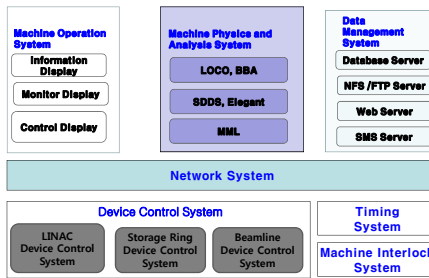 Machine Operation
System
Information
Display
Monitor Display
Control Display
Machine Physics and
Analysis System
LOCO, BBA
SDDS, Elegant
MML
Data
Management
System
Database Server
NFS /FTP Server
Web Server
SMS Server
Network System
Device Control System
LINAC
Device Control
System
Storage Ring
Device Control
System
Beamline
Device Control
System
Timing
System
Machine Interlock
System